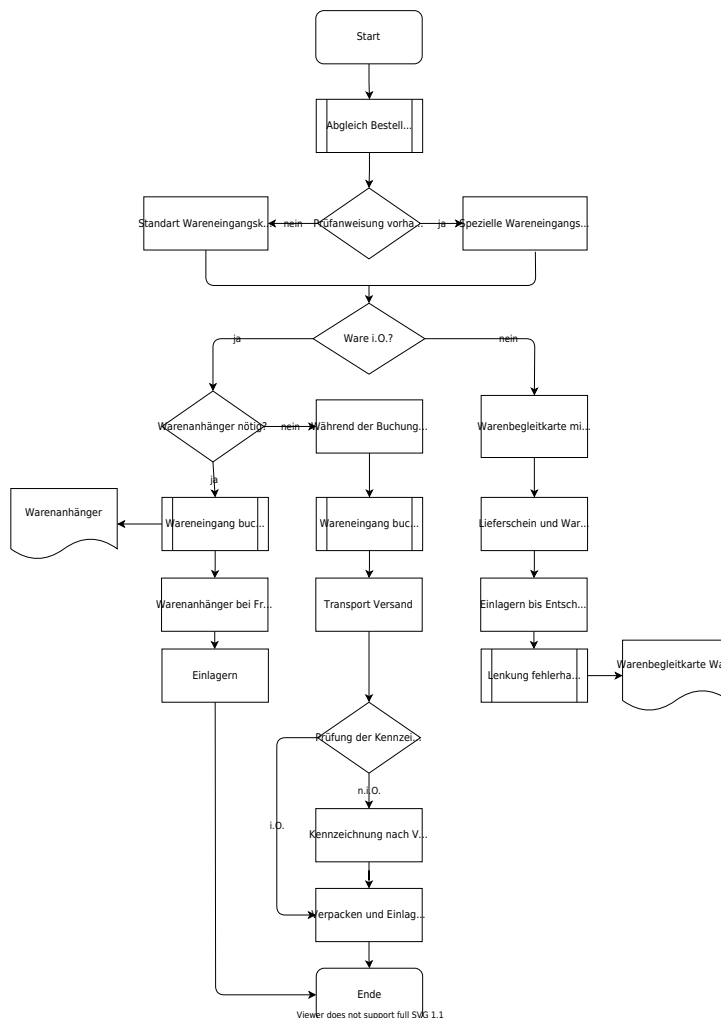 Start
Abgleich Bestell...
Standart Wareneingangsk...
nein
Prüfanweisung vorha...
ja
Spezielle Wareneingangs...
Ware i.O.?
ja
nein
Warenanhänger nötig?
nein
Während der Buchung...
Warenbegleitkarte mi...
ja
Warenanhänger
Wareneingang buc...
Wareneingang buc...
Lieferschein und War...
Warenanhänger bei Fr...
Transport Versand
Einlagern bis Entsch...
Einlagern
Lenkung fehlerha...
Warenbegleitkarte Wa
Prüfung der Kennzei...
n.i.O.
i.O.
Kennzeichnung nach V...
Verpacken und Einlag...
Ende
Viewer does not support full SVG 1.1